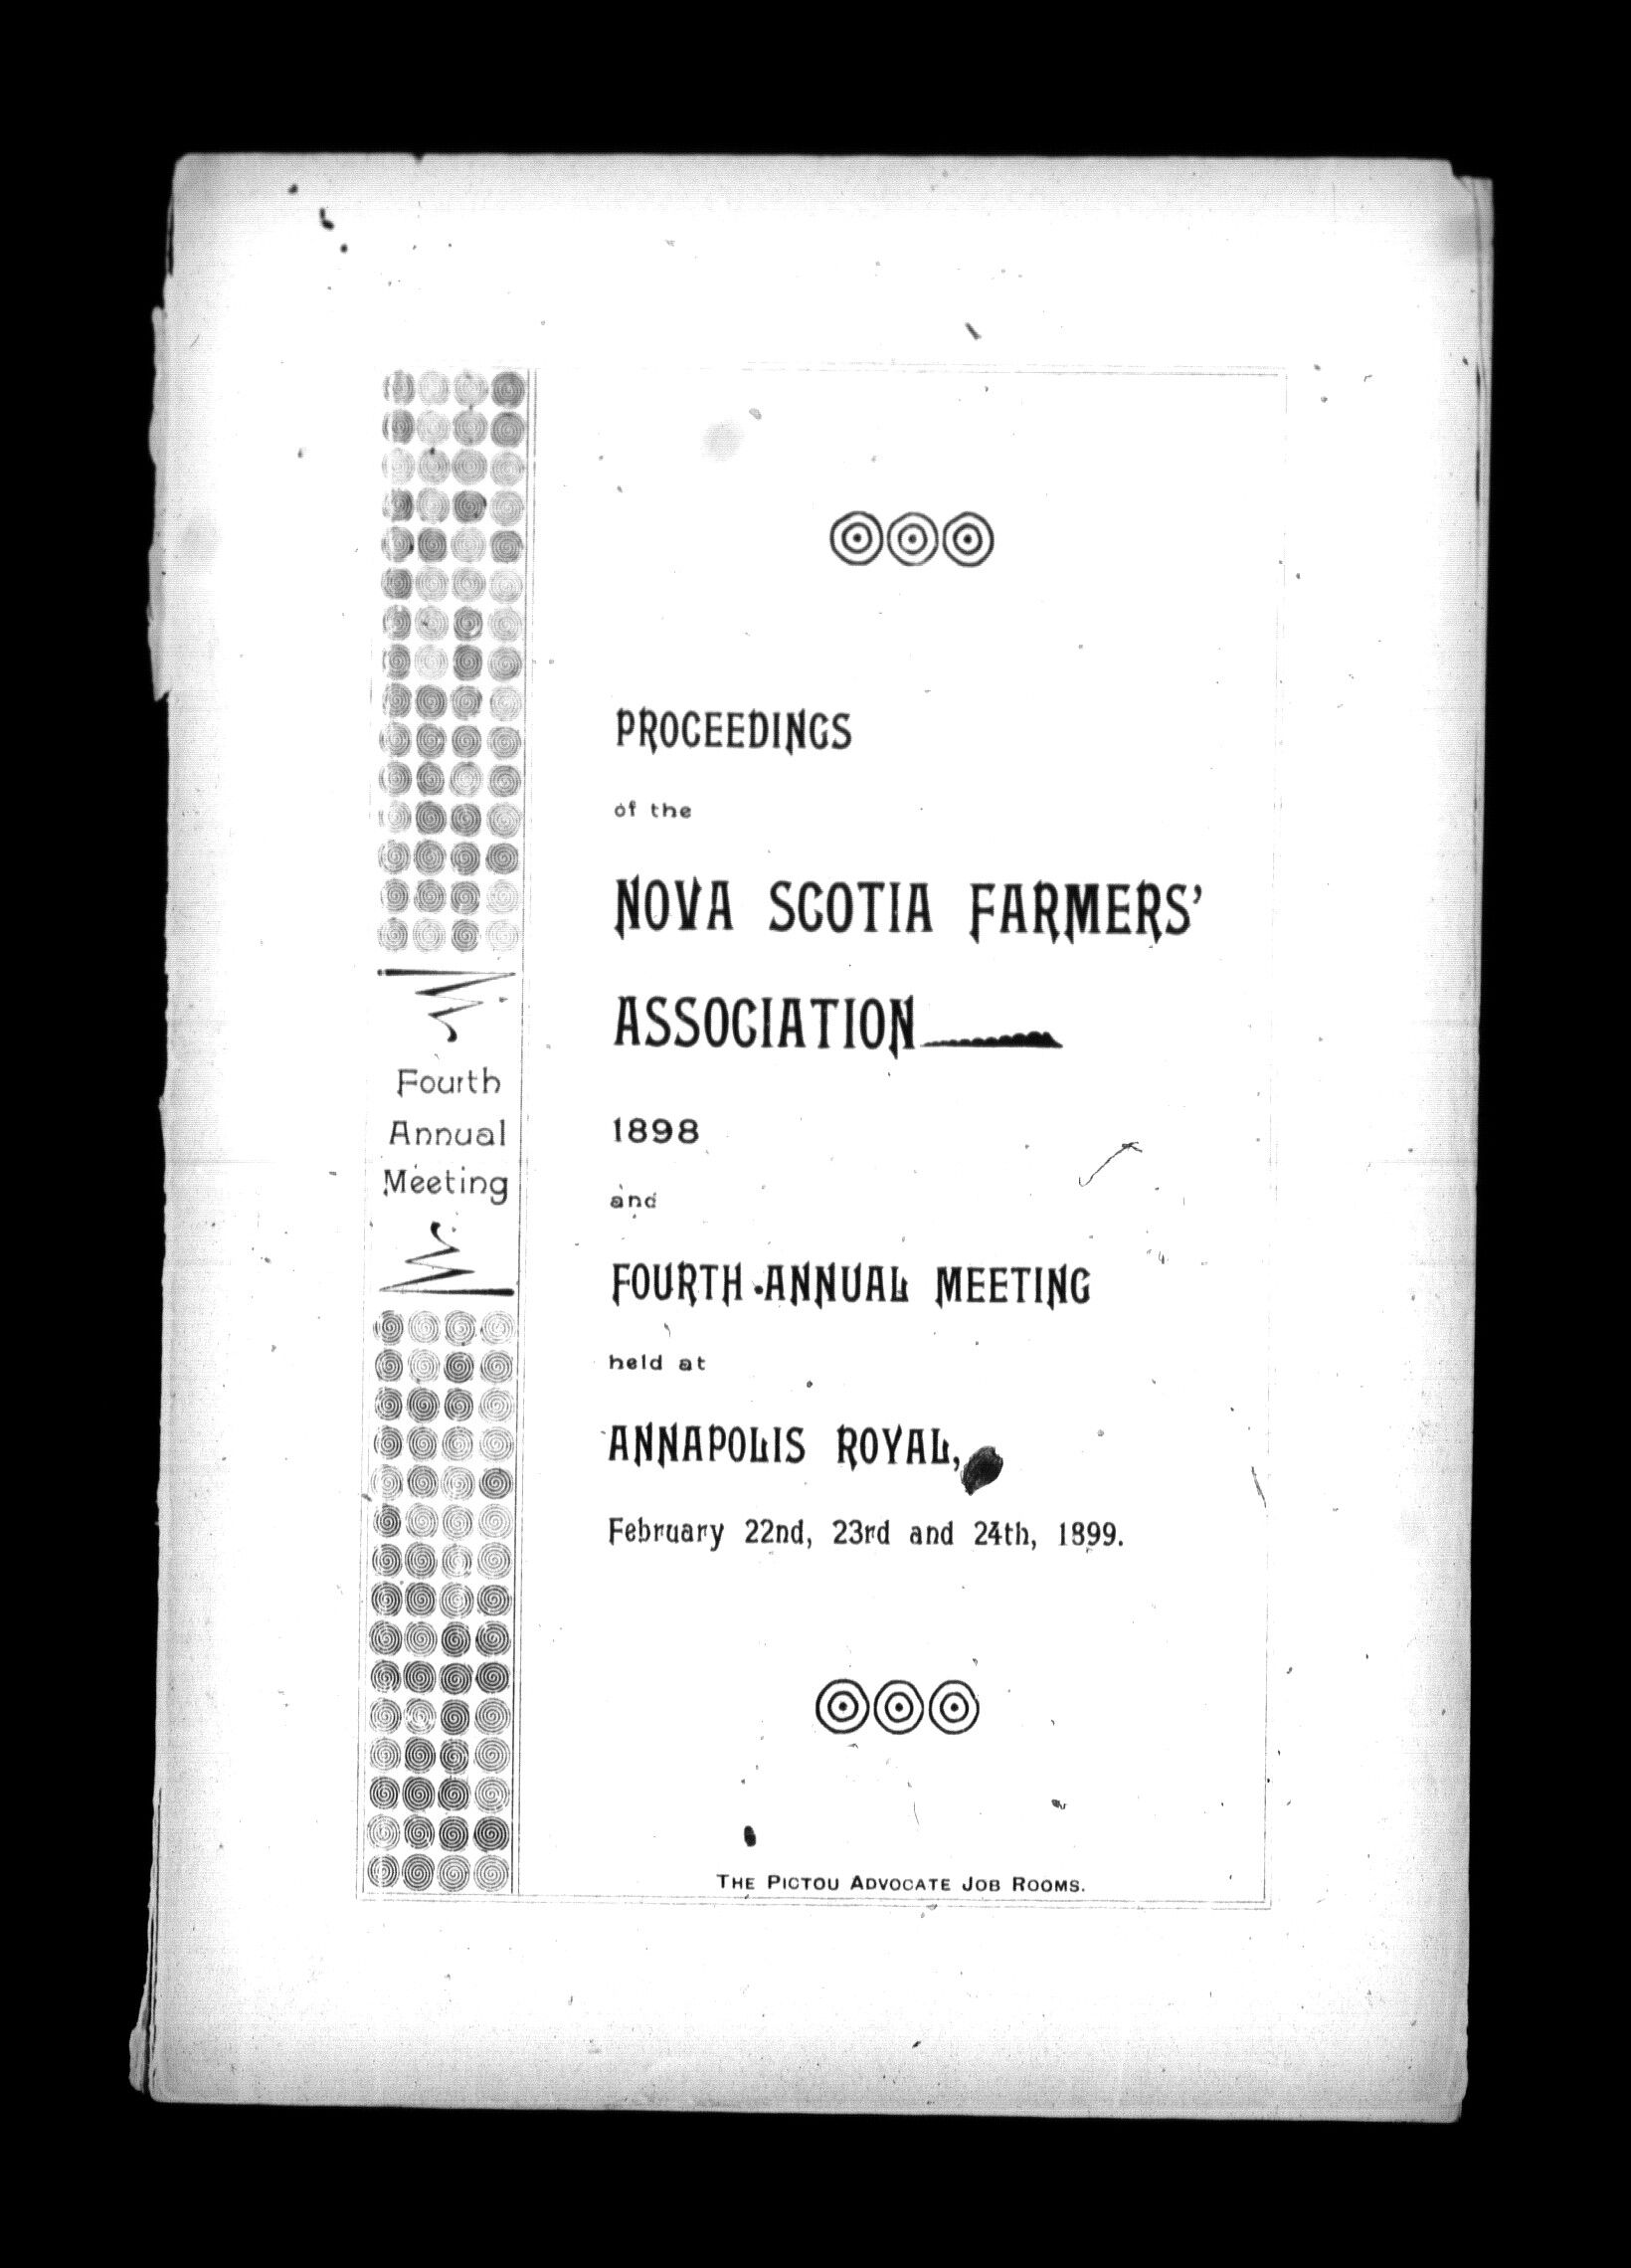 Fourth
Annual
Meeting
PROCEEDINGS
of the
NOVA SCOTIA FARMERS'
ASSOCIATION
1898
and
FOURTH ANNUAL MEETING
held at
ANNAPOLIS ROYAL,
February 22nd, 23rd and 24th, 1899.
THE PICTOU ADVOCATE JOB ROOMS.